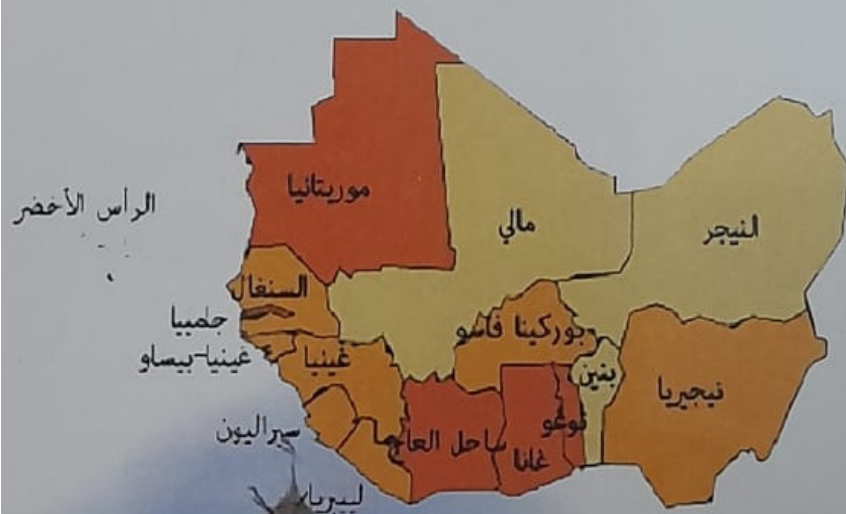 موريتانيا
الرأس الأخضر
مالي
النيجر
السنغال
جامبيا
بوركينا فاسو
غينيا-بيساو
غينيا
بنين
نيجيريا
توغو
سيراليون
ساحل العاج
غانا
ليبيريا